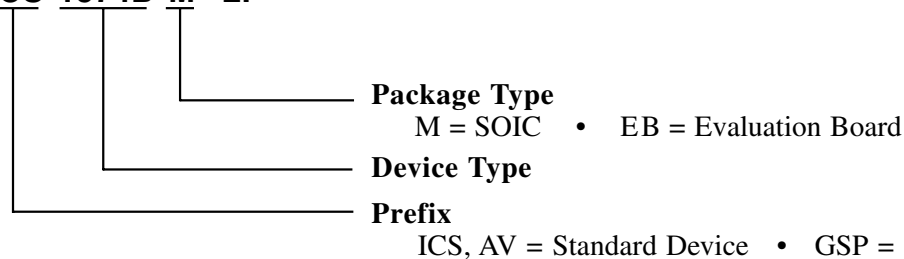 Package Type
M = SOIC • EB = Evaluation Board
Device Type
Prefix
ICS, AV = Standard Device • GSP =